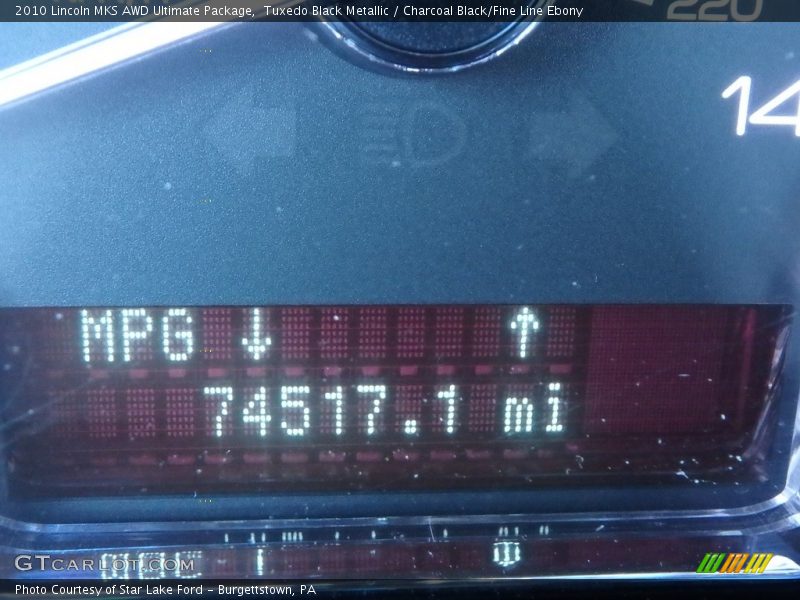 2010 Lincoln MKS AWD Ultimate Package, Tuxedo Black Metallic / Charcoal Black/Fine Line Ebony
220
14
MPG ↓ ↑
74517.1 mi
GTCARLOT.COM
Photo Courtesy of Star Lake Ford - Burgettstown, PA